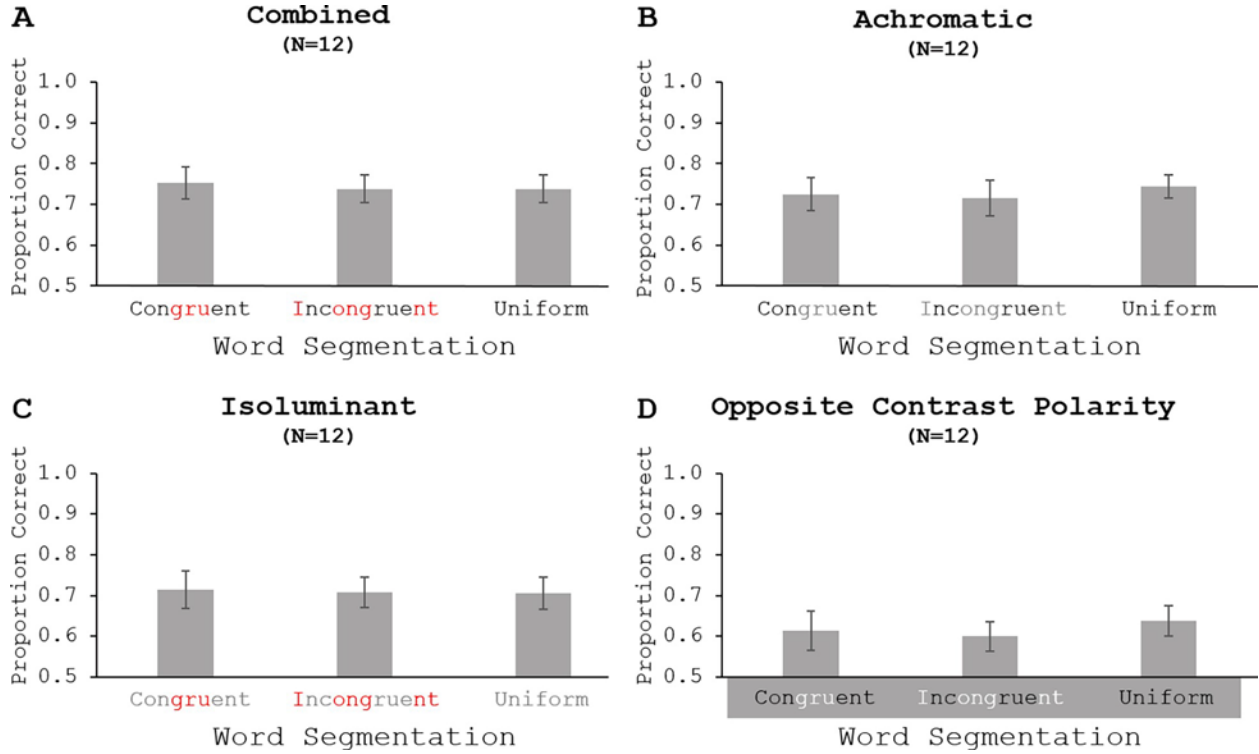 A
Combined
(N=12)
Proportion Correct
1.0
0.9
0.8
0.7
0.6
0.5
Congruent Incongruent Uniform
Word Segmentation
B
Achromatic
(N=12)
Proportion Correct
1.0
0.9
0.8
0.7
0.6
0.5
Congruent Incongruent Uniform
Word Segmentation
C
Isoluminant
(N=12)
Proportion Correct
1.0
0.9
0.8
0.7
0.6
0.5
Congruent Incongruent Uniform
Word Segmentation
D
Opposite Contrast Polarity
(N=12)
Proportion Correct
1.0
0.9
0.8
0.7
0.6
0.5
Congruent Incongruent Uniform
Word Segmentation